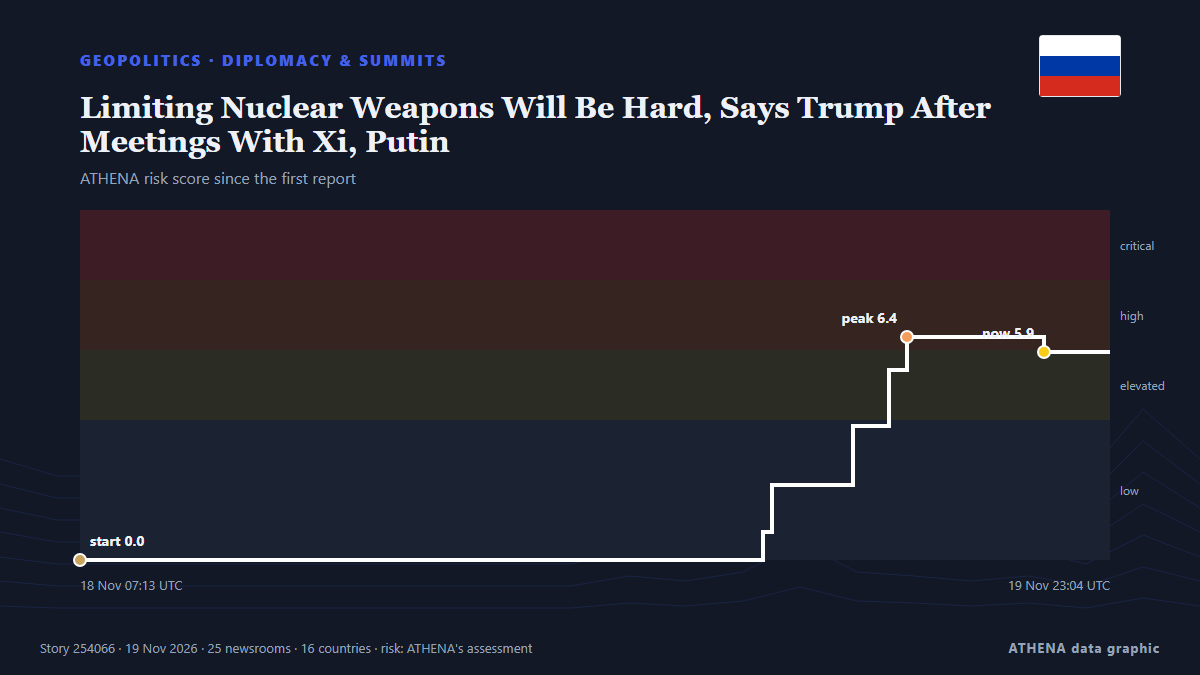 GEOPOLITICS · DIPLOMACY & SUMMITS
Limiting Nuclear Weapons Will Be Hard, Says Trump After
Meetings With Xi, Putin
ATHENA risk score since the first report
critical
high
elevated
low
peak 6.4
now 5.9
start 0.0
18 Nov 07:13 UTC
19 Nov 23:04 UTC
Story 254066 · 19 Nov 2026 · 25 newsrooms · 16 countries · risk: ATHENA's assessment
ATHENA data graphic